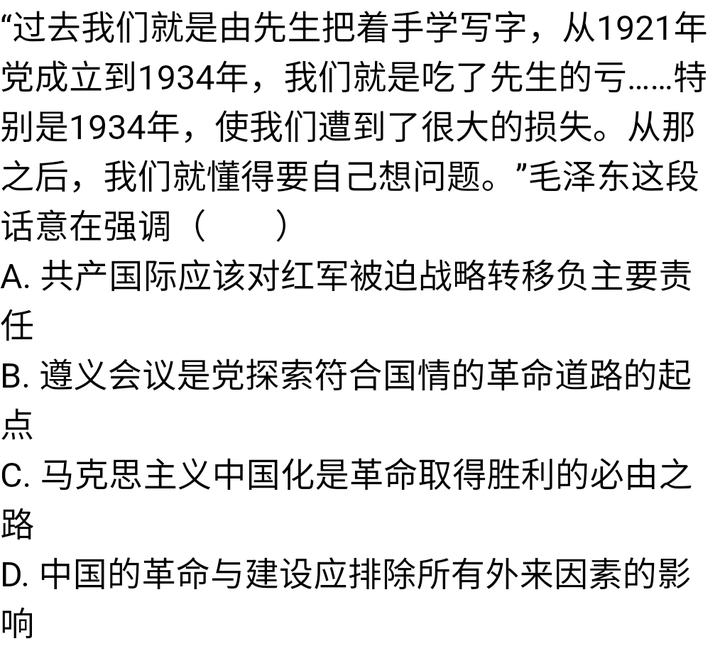 “过去我们就是由先生把着手学写字，从1921年
党成立到1934年，我们就是吃了先生的亏……特
别是1934年，使我们遭到了很大的损失。从那
之后，我们就懂得要自己想问题。”毛泽东这段
话意在强调（　　）
A. 共产国际应该对红军被迫战略转移负主要责
任
B. 遵义会议是党探索符合国情的革命道路的起
点
C. 马克思主义中国化是革命取得胜利的必由之
路
D. 中国的革命与建设应排除所有外来因素的影
响